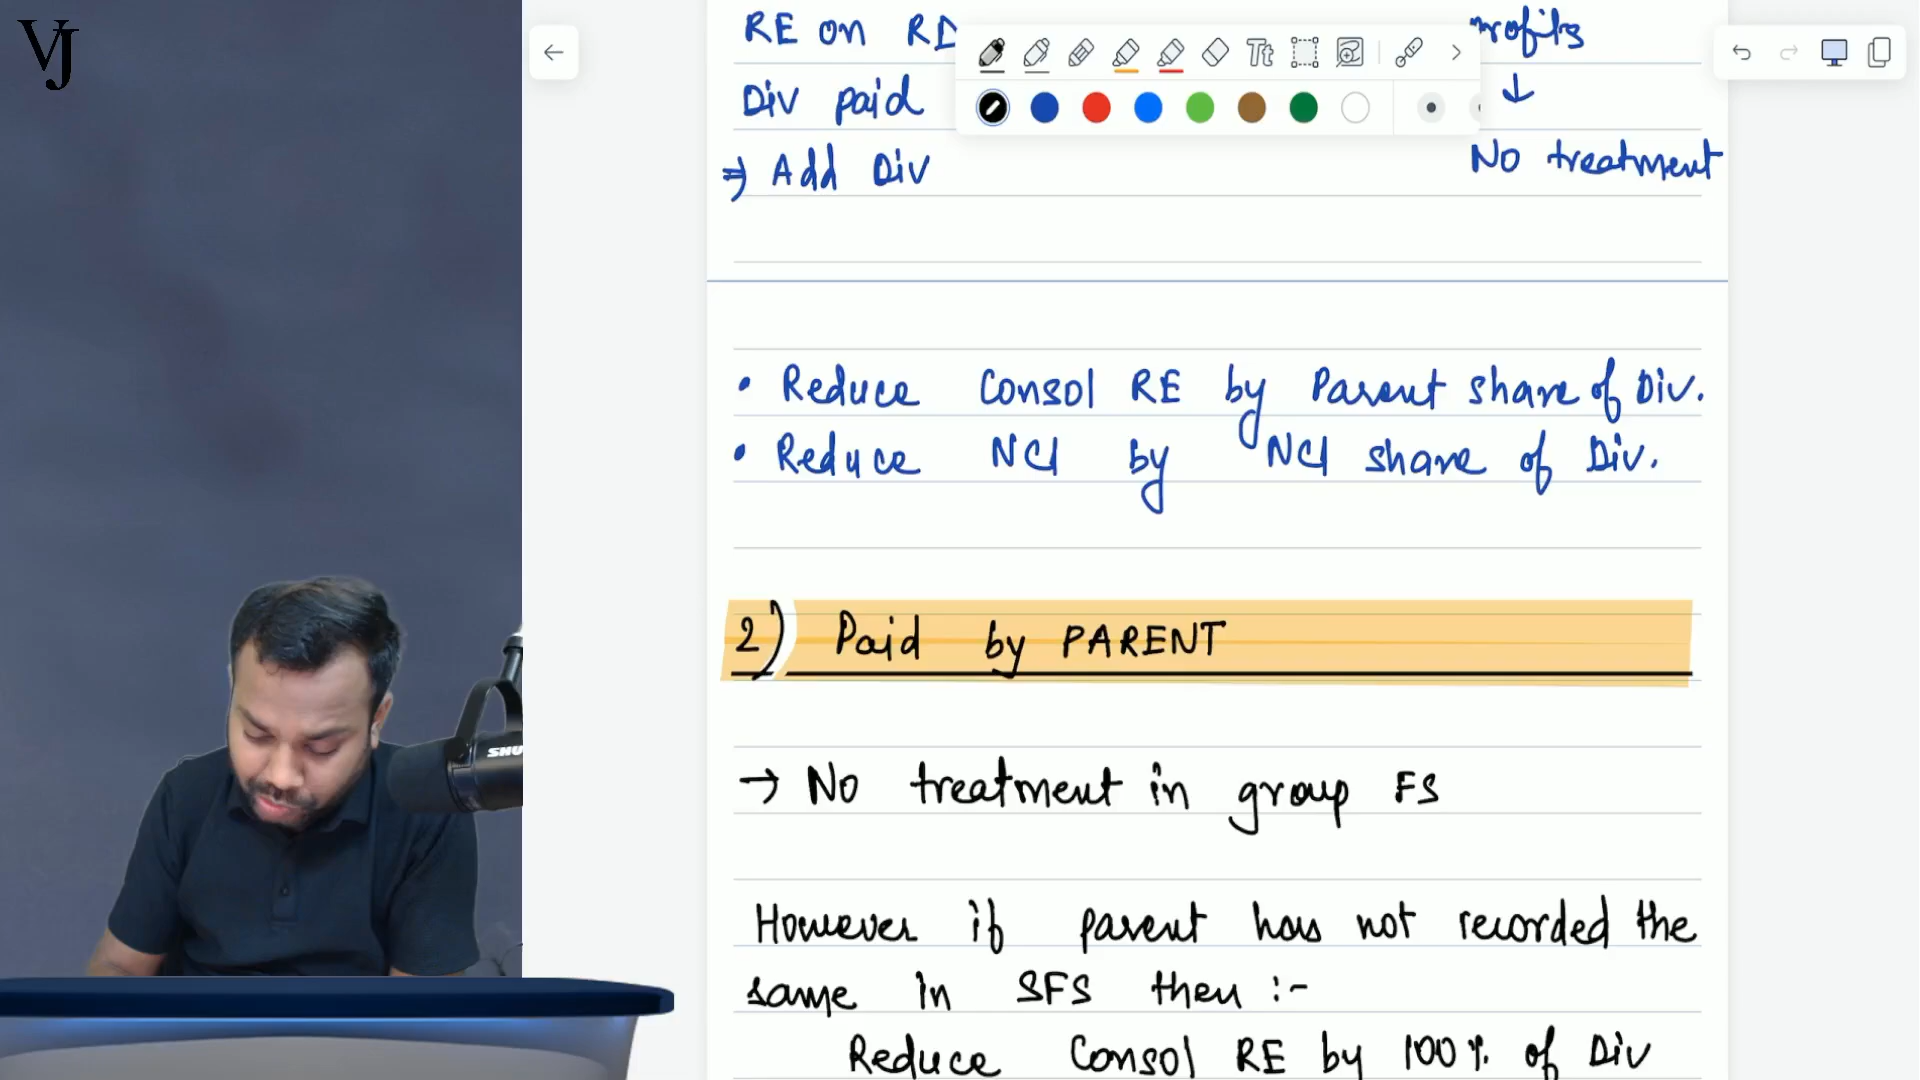 VJ
RE on RD
profits
Div paid
⇒ Add Div
No treatment
Tt
• Reduce Consol RE by Parent share of Div.
• Reduce NCI by NCI share of Div.
2) Paid by PARENT
→ No treatment in group FS
However if parent has not recorded the
same in SFS then :-
Reduce Consol RE by 100% of Div
SHU